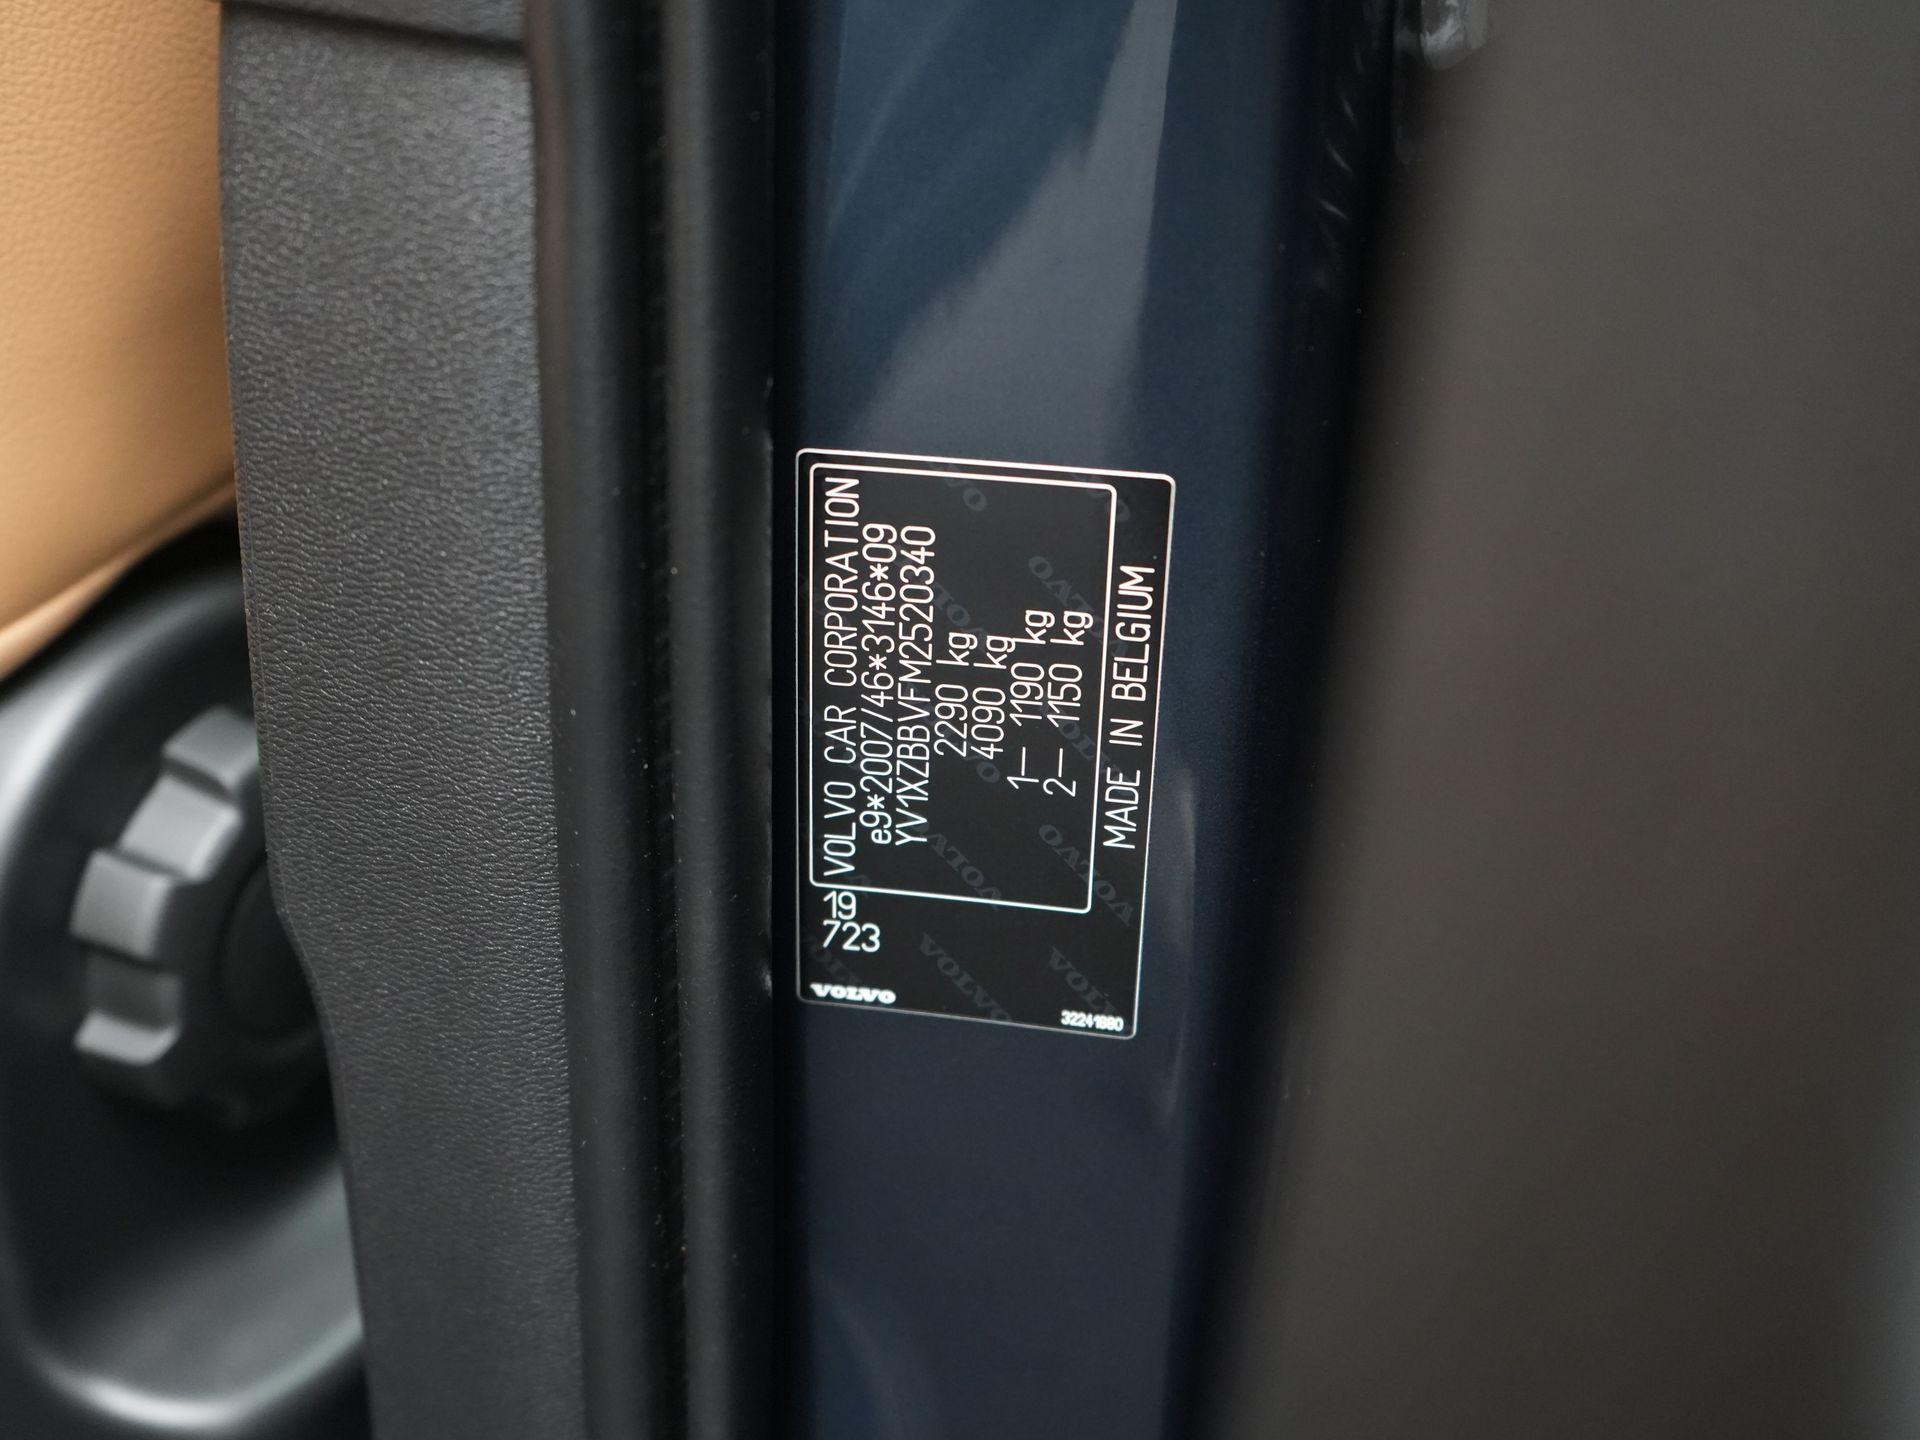 VOLVO CAR CORPORATION
e9*2007/46*3146*09
YV1XZBBVFM2520340
2290 kg
4090 kg
1— 1190 kg
2— 1150 kg
MADE IN BELGIUM
19
723
VOLVO
32241880